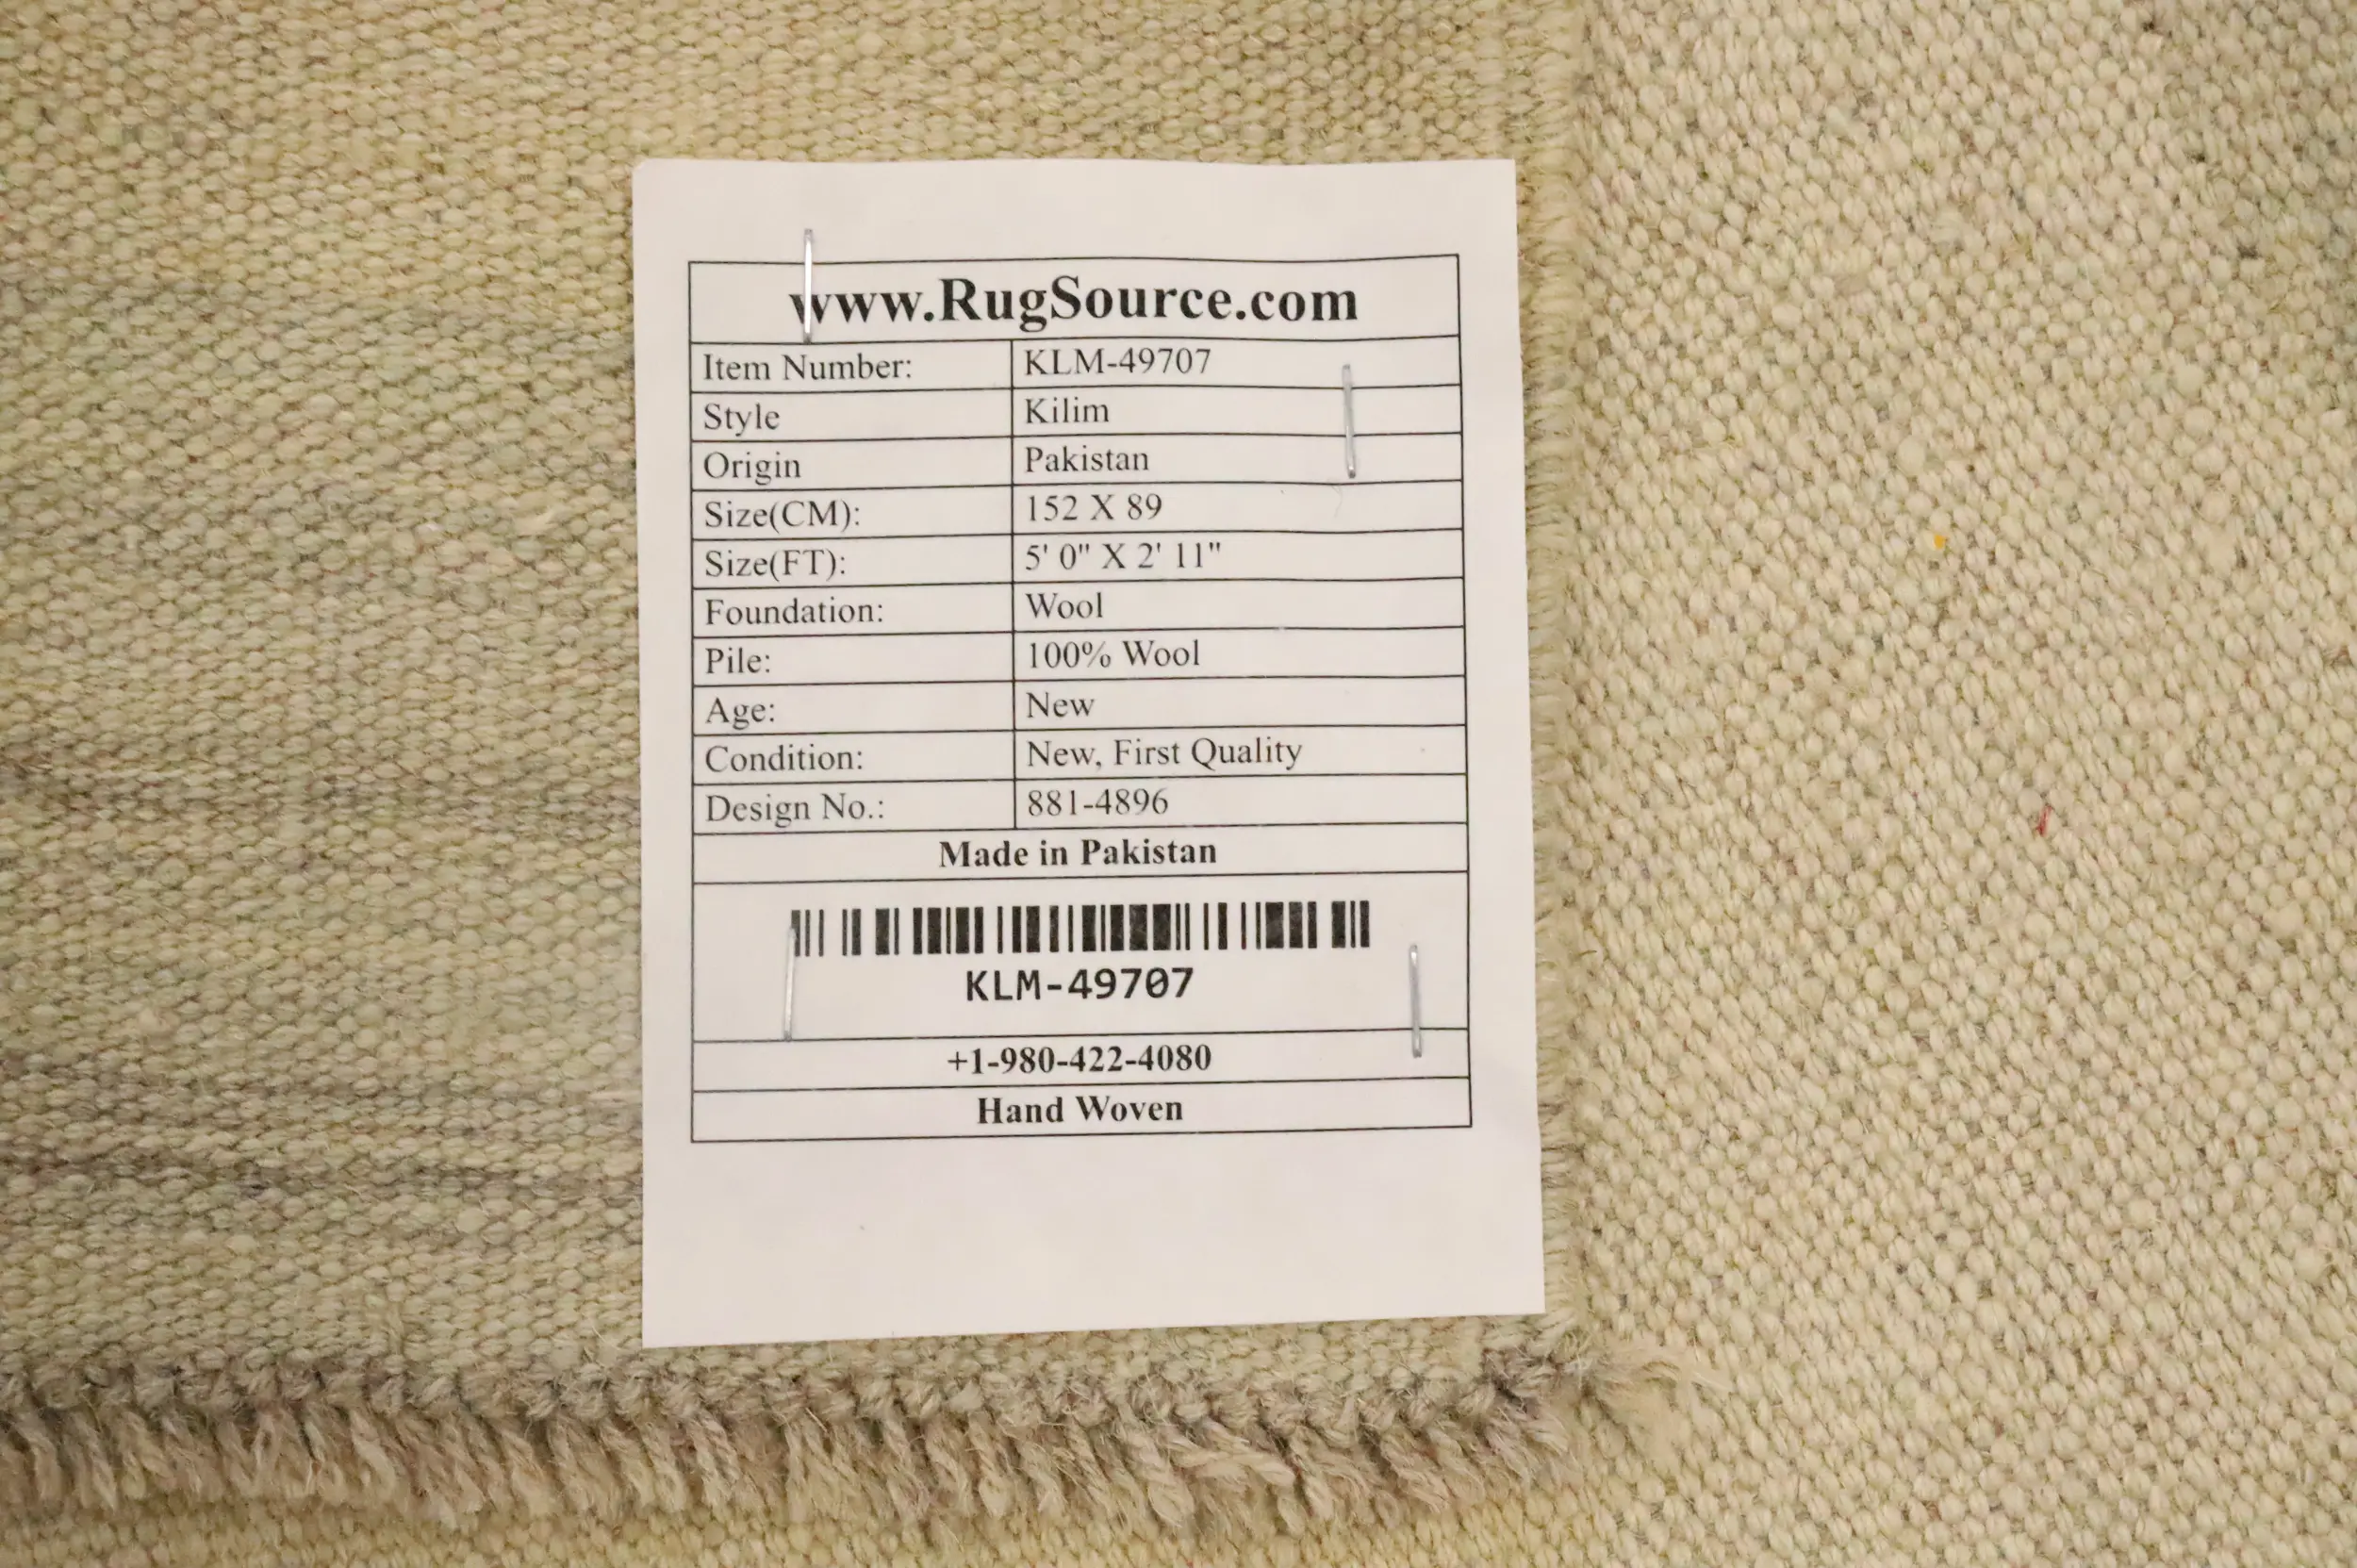 www.RugSource.com
Item Number: KLM-49707
Style Kilim
Origin Pakistan
Size(CM): 152 X 89
Size(FT): 5' 0" X 2' 11"
Foundation: Wool
Pile: 100% Wool
Age: New
Condition: New, First Quality
Design No.: 881-4896
Made in Pakistan
KLM-49707
+1-980-422-4080
Hand Woven